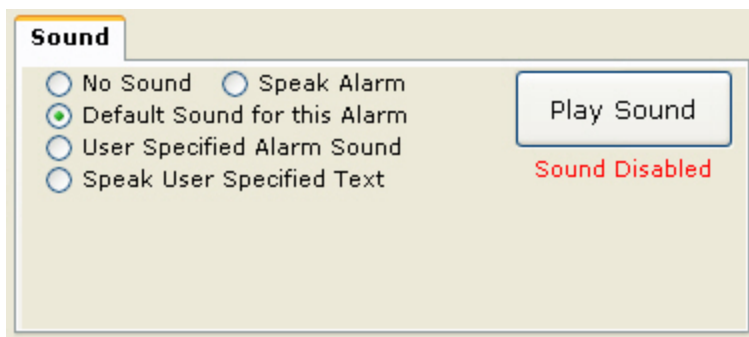 Sound
No Sound Speak Alarm
Default Sound for this Alarm
User Specified Alarm Sound
Speak User Specified Text
Play Sound
Sound Disabled